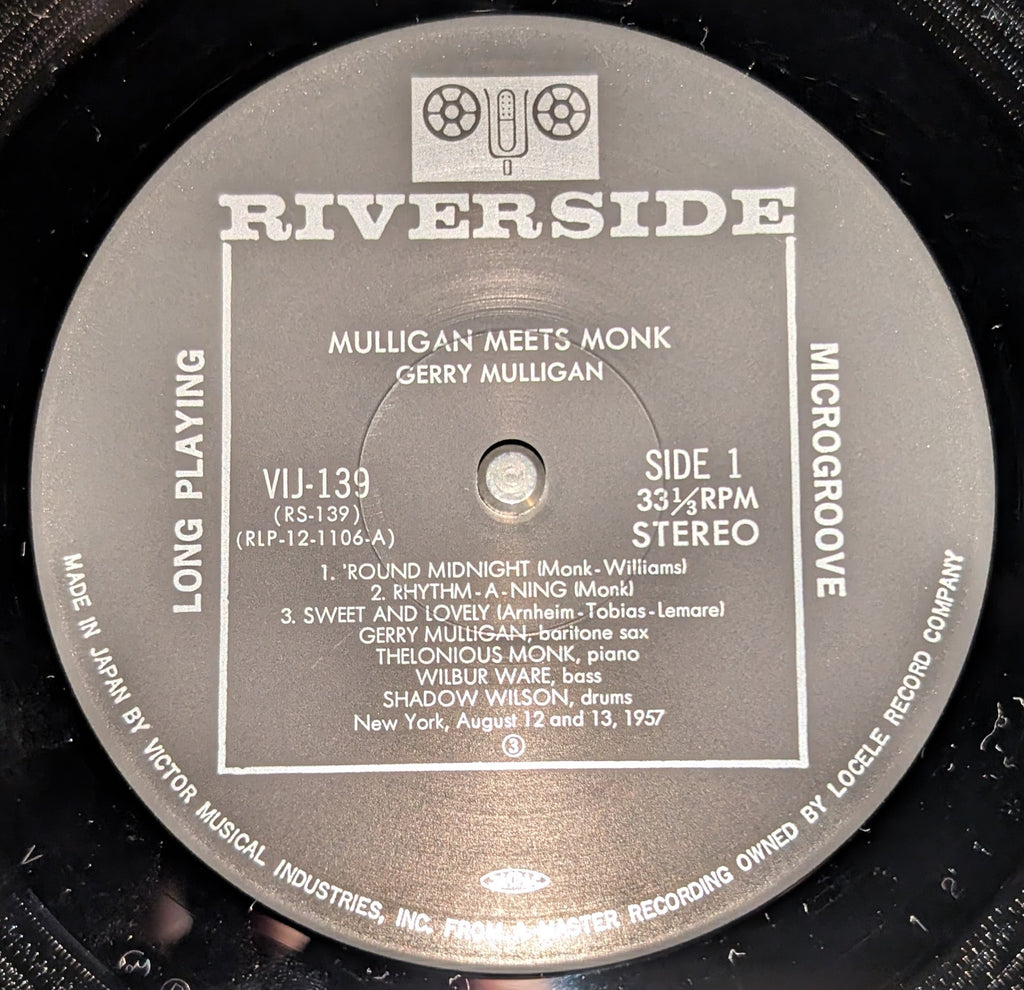 RIVERSIDE
MULLIGAN MEETS MONK
GERRY MULLIGAN
LONG PLAYING
MICROGROOVE
VIJ-139
(RS-139)
(RLP-12-1106-A)
SIDE 1
33⅓RPM
STEREO
1. 'ROUND MIDNIGHT (Monk-Williams)
2. RHYTHM-A-NING (Monk)
3. SWEET AND LOVELY (Arnheim-Tobias-Lemare)
GERRY MULLIGAN, baritone sax
THELONIOUS MONK, piano
WILBUR WARE, bass
SHADOW WILSON, drums
New York, August 12 and 13, 1957
③
MADE IN JAPAN BY VICTOR MUSICAL INDUSTRIES, INC. FROM A MASTER RECORDING OWNED BY LOCELE RECORD COMPANY
1 2